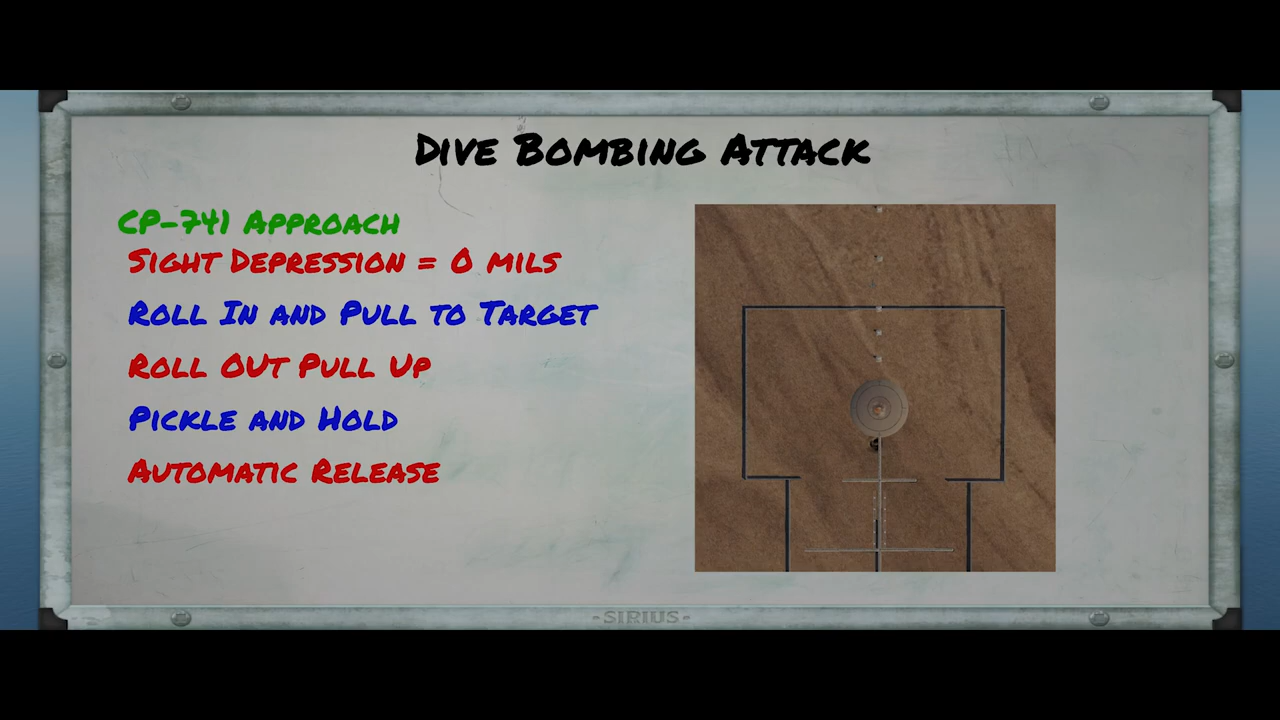 Dive Bombing Attack
CP-741 Approach
Sight Depression = 0 mils
Roll In and Pull to Target
Roll Out Pull Up
Pickle and Hold
Automatic Release
-SIRIUS-